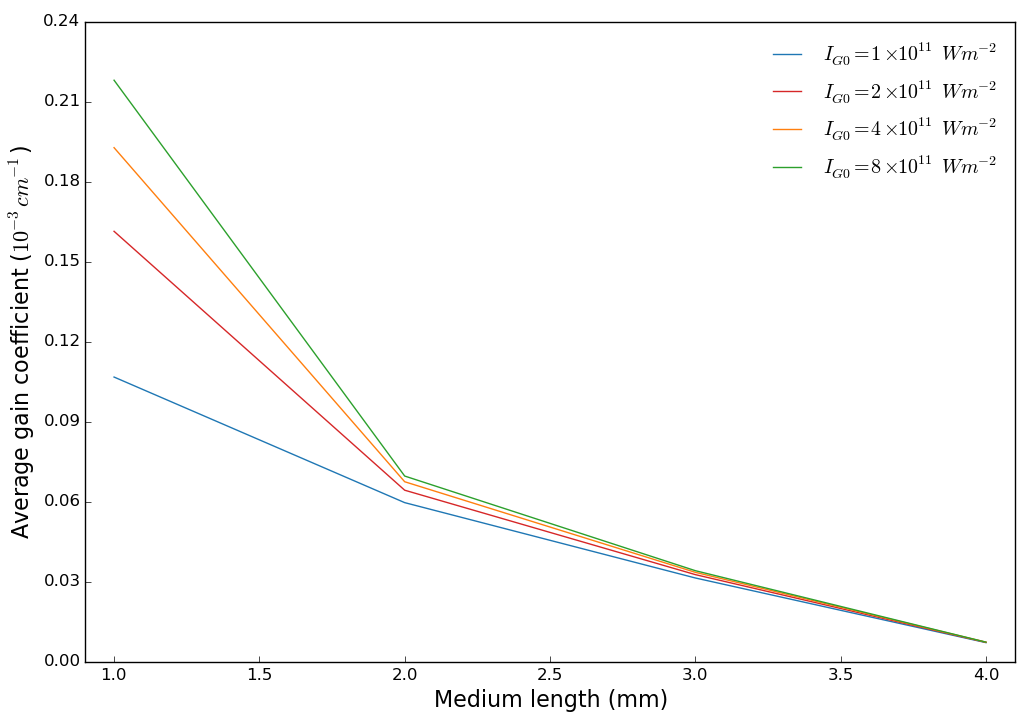 0.24
0.21
0.18
0.15
0.12
0.09
0.06
0.03
0.00
Average gain coefficient (10⁻³ cm⁻¹)
1.0 1.5 2.0 2.5 3.0 3.5 4.0
Medium length (mm)
I_G0 = 1 × 10¹¹ Wm⁻²
I_G0 = 2 × 10¹¹ Wm⁻²
I_G0 = 4 × 10¹¹ Wm⁻²
I_G0 = 8 × 10¹¹ Wm⁻²